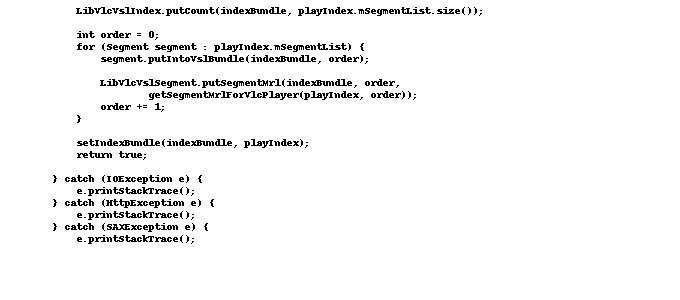 LibVlcVslIndex.putCount(indexBundle, playIndex.mSegmentList.size());
int order = 0;
for (Segment segment : playIndex.mSegmentList) {
segment.putIntoVslBundle(indexBundle, order);
LibVlcVslSegment.putSegmentMrl(indexBundle, order,
getSegmentMrlForVlcPlayer(playIndex, order));
order += 1;
}
setIndexBundle(indexBundle, playIndex);
return true;
} catch (IOException e) {
e.printStackTrace();
} catch (HttpException e) {
e.printStackTrace();
} catch (SAXException e) {
e.printStackTrace();